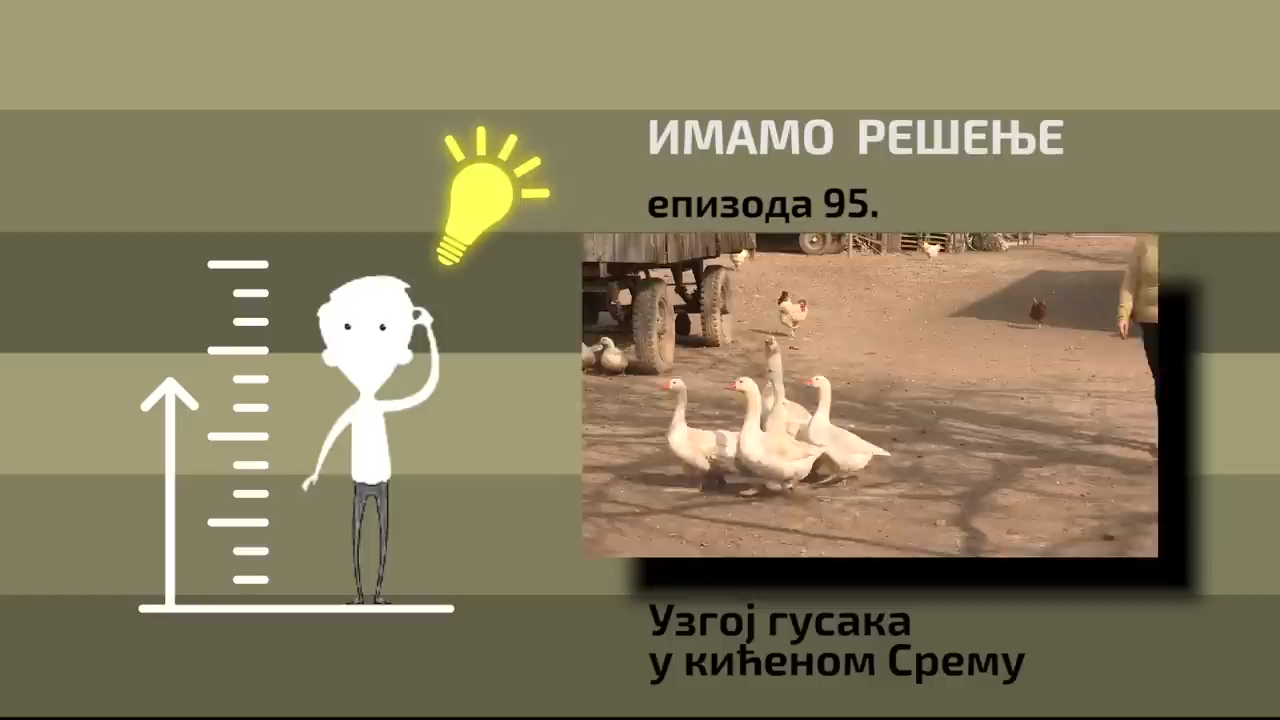 ИМАМО РЕШЕЊЕ
епизода 95.
Узгој гусака
у кићеном Срему